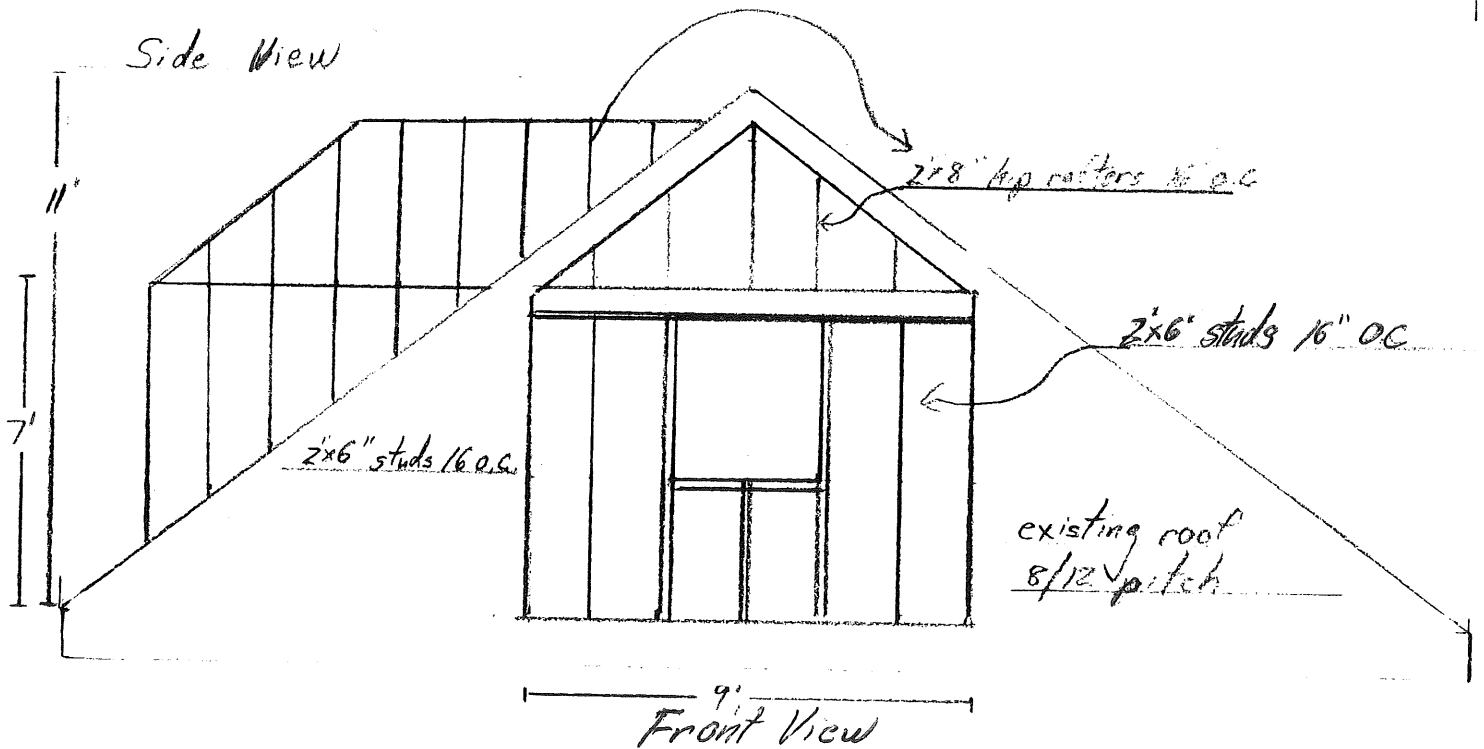 Side View
11'
2"x8" hip rafters 16" o.c
2"x6" studs 16" O.C
7'
2"x6" studs 16 O.C.
existing roof
8/12 pitch
9'
Front View